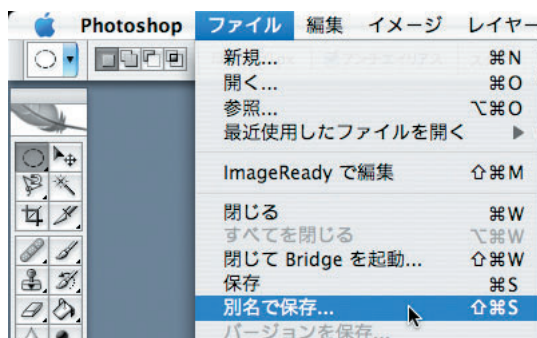 Photoshop ファイル 編集 イメージ レイヤー
新規... ⌘N
開く... ⌘O
参照... ⌥⌘O
最近使用したファイルを開く ▶
ImageReady で編集 ⇧⌘M
閉じる ⌘W
すべてを閉じる ⌥⌘W
閉じて Bridge を起動... ⇧⌘W
保存 ⌘S
別名で保存... ⇧⌘S
バージョンを保存...